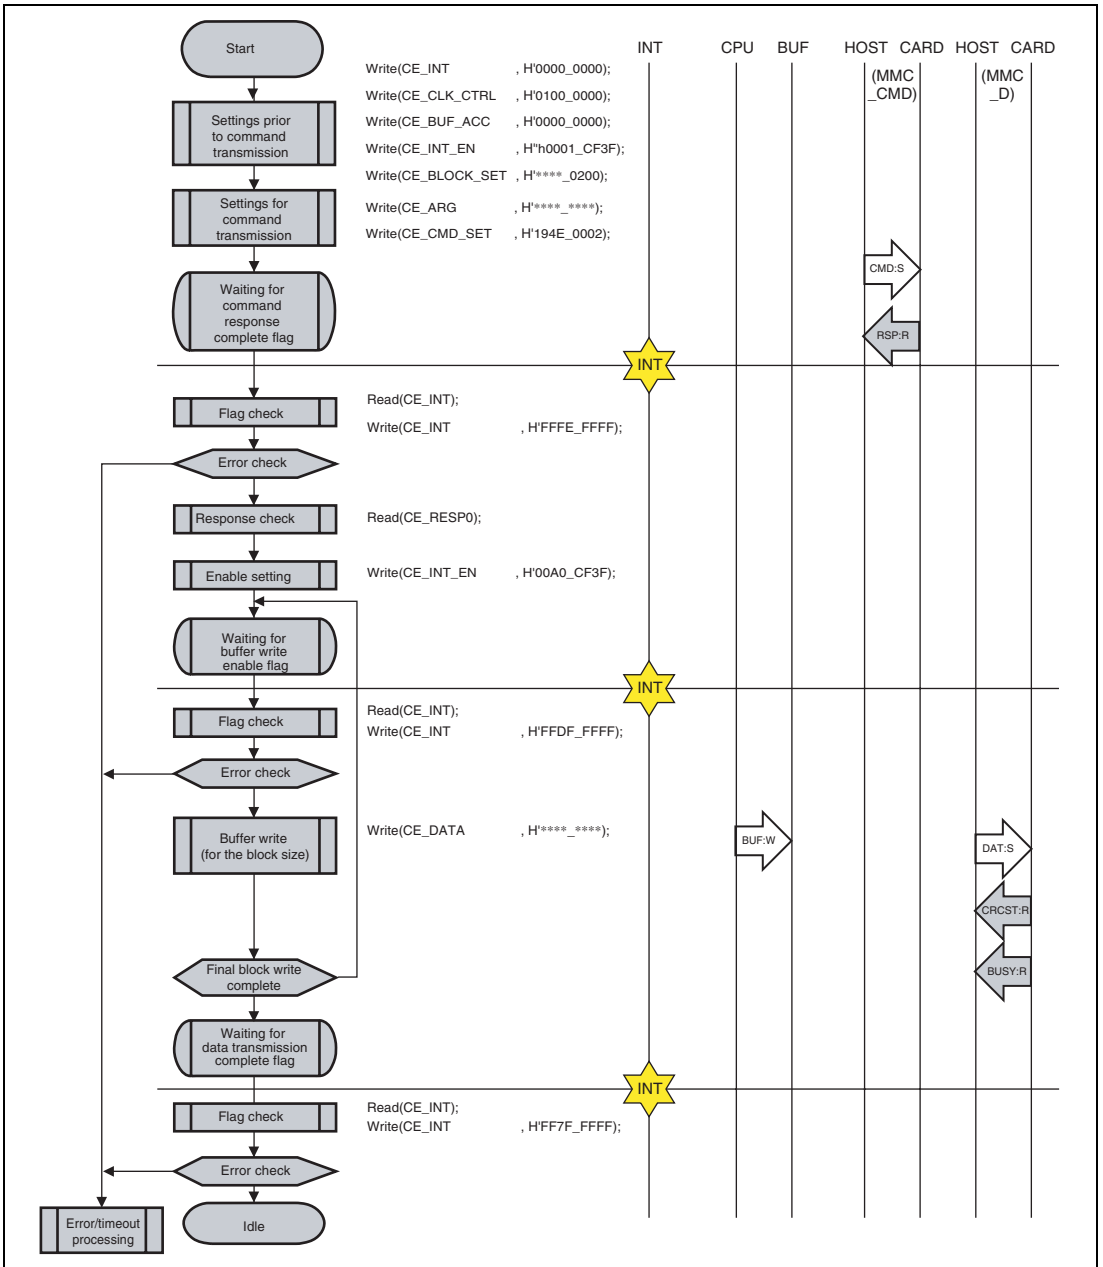 Start
INT CPU BUF HOST CARD HOST CARD
(MMC
_CMD)
(MMC
_D)
Write(CE_INT , H'0000_0000);
Write(CE_CLK_CTRL , H'0100_0000);
Settings prior
to command
transmission
Write(CE_BUF_ACC , H'0000_0000);
Write(CE_INT_EN , H"h0001_CF3F);
Write(CE_BLOCK_SET , H'****_0200);
Settings for
command
transmission
Write(CE_ARG , H'****_****);
Write(CE_CMD_SET , H'194E_0002);
Waiting for
command
response
complete flag
CMD:S
RSP:R
INT
Flag check
Read(CE_INT);
Write(CE_INT , H'FFFE_FFFF);
Error check
Response check
Read(CE_RESP0);
Enable setting
Write(CE_INT_EN , H'00A0_CF3F);
Waiting for
buffer write
enable flag
INT
Flag check
Read(CE_INT);
Write(CE_INT , H'FFDF_FFFF);
Error check
Buffer write
(for the block size)
Write(CE_DATA , H'****_****);
BUF:W
DAT:S
CRCST:R
BUSY:R
Final block write
complete
Waiting for
data transmission
complete flag
INT
Flag check
Read(CE_INT);
Write(CE_INT , H'FF7F_FFFF);
Error check
Error/timeout
processing
Idle